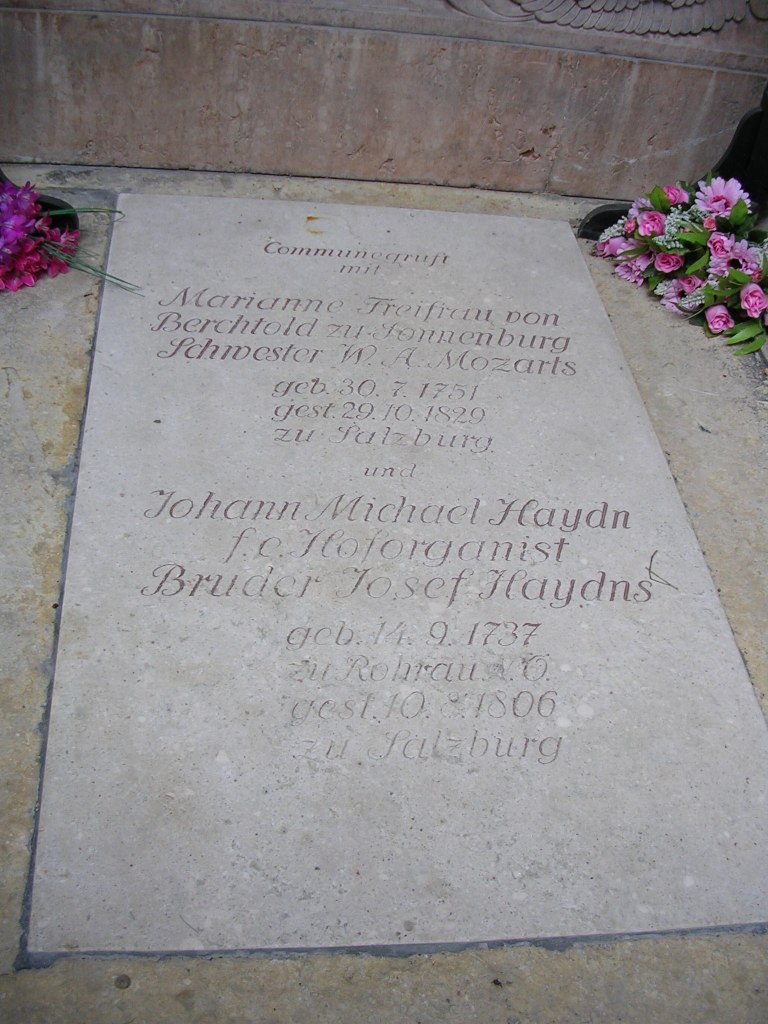 Communegruft
mit
Marianne Freifrau von
Berchtold zu Sonnenburg
Schwester W. A. Mozarts
geb. 30. 7. 1751
gest. 29. 10. 1829
zu Salzburg
und
Johann Michael Haydn
f. e. Hoforganist
Bruder Josef Haydns
geb. 14. 9. 1737
zu Rohrau N. Ö.
gest. 10. 8. 1806
zu Salzburg